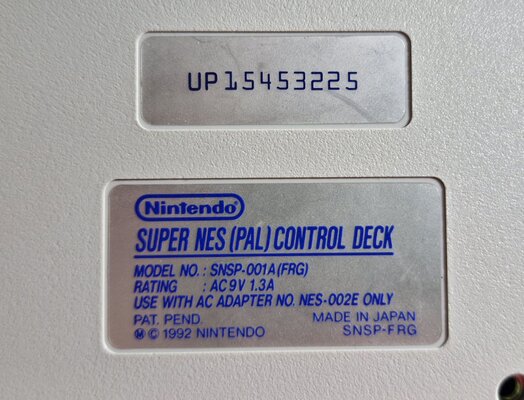 UP15453225
Nintendo
SUPER NES (PAL) CONTROL DECK
MODEL NO. : SNSP-001A(FRG)
RATING : AC 9V 1.3A
USE WITH AC ADAPTER NO. NES-002E ONLY
PAT. PEND. MADE IN JAPAN
Ⓜ © 1992 NINTENDO SNSP-FRG